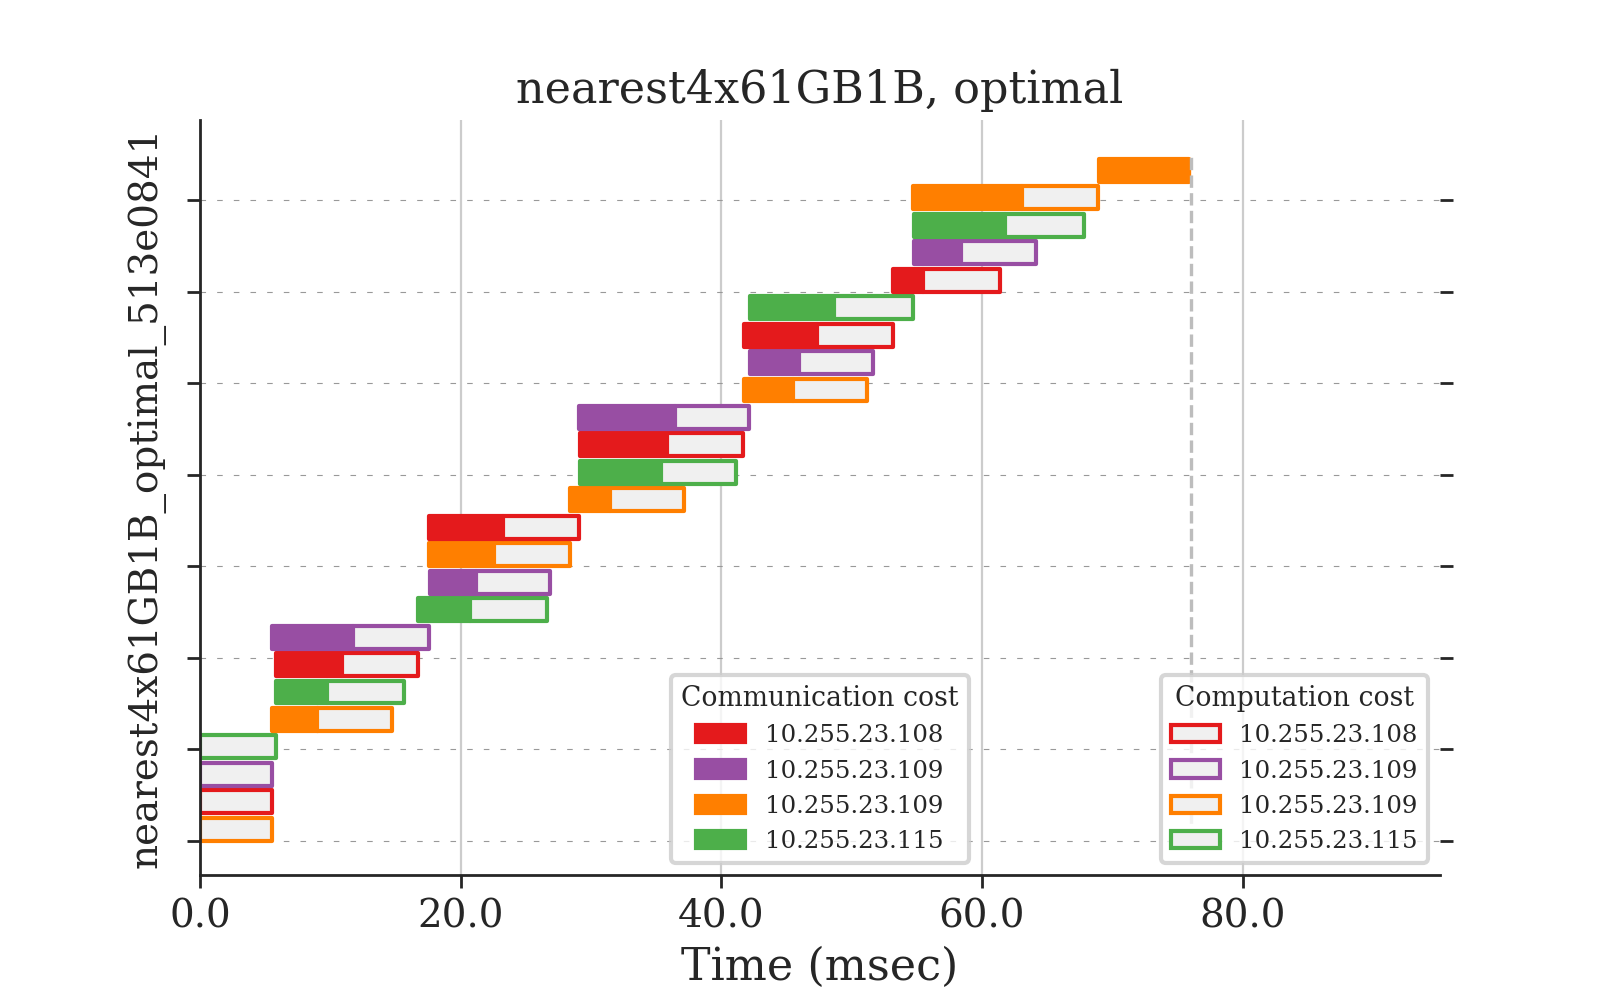 nearest4x61GB1B, optimal
nearest4x61GB1B_optimal_513e0841
Communication cost
10.255.23.108
10.255.23.109
10.255.23.109
10.255.23.115
Computation cost
10.255.23.108
10.255.23.109
10.255.23.109
10.255.23.115
0.0 20.0 40.0 60.0 80.0
Time (msec)